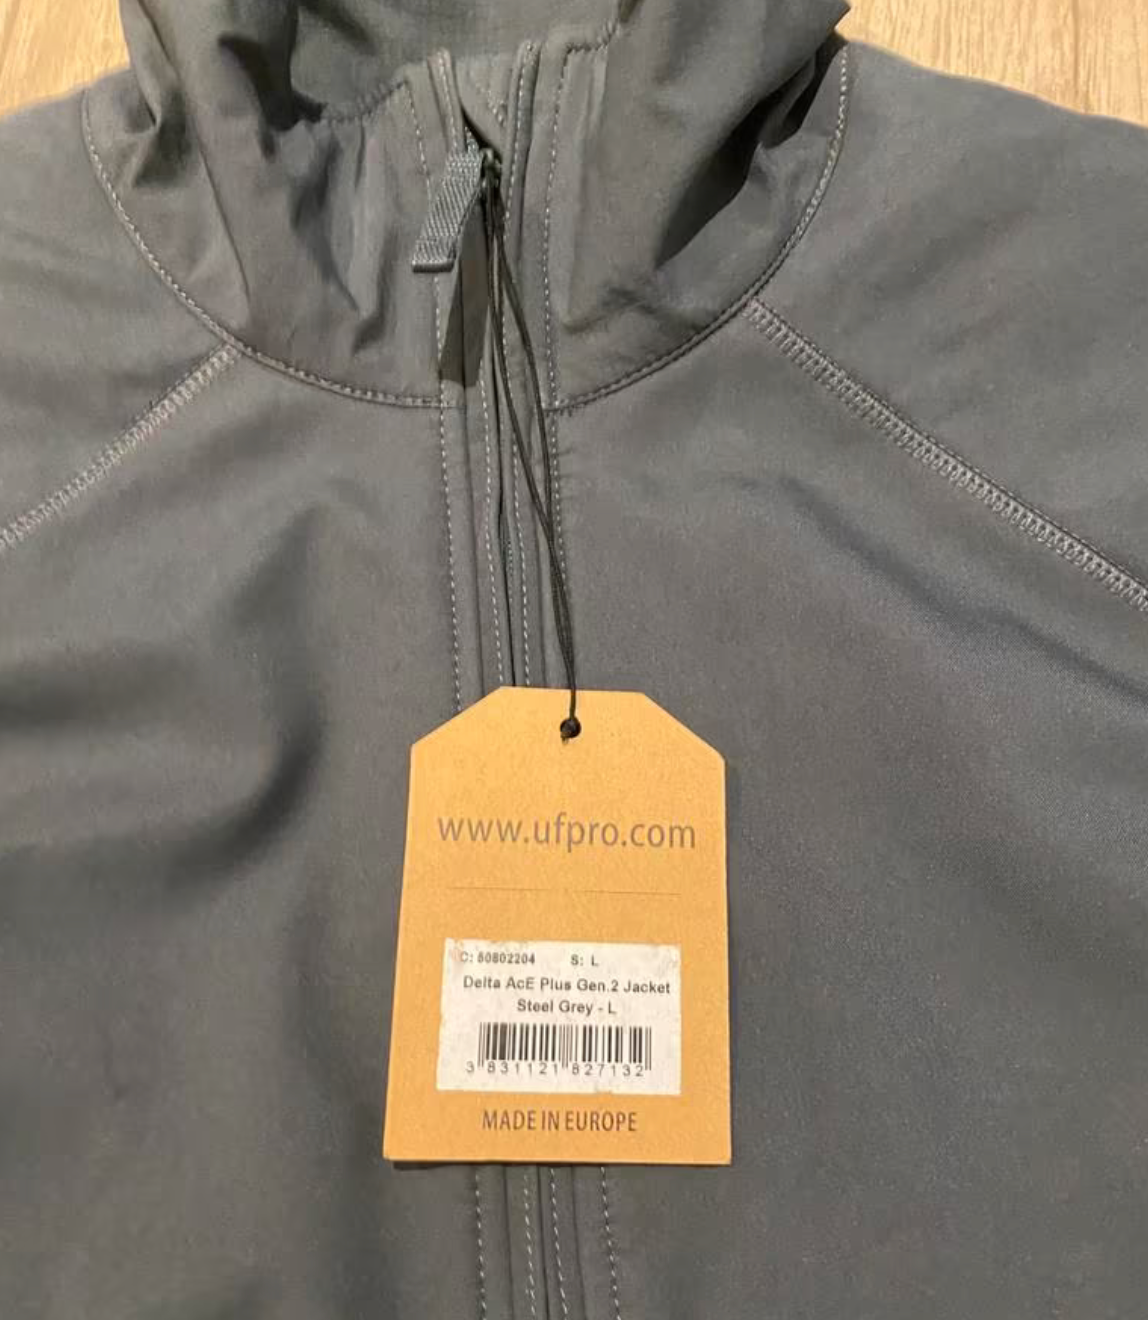 www.ufpro.com
C: 80802204 S: L
Delta AcE Plus Gen.2 Jacket
Steel Grey - L
3 831121 827132
MADE IN EUROPE